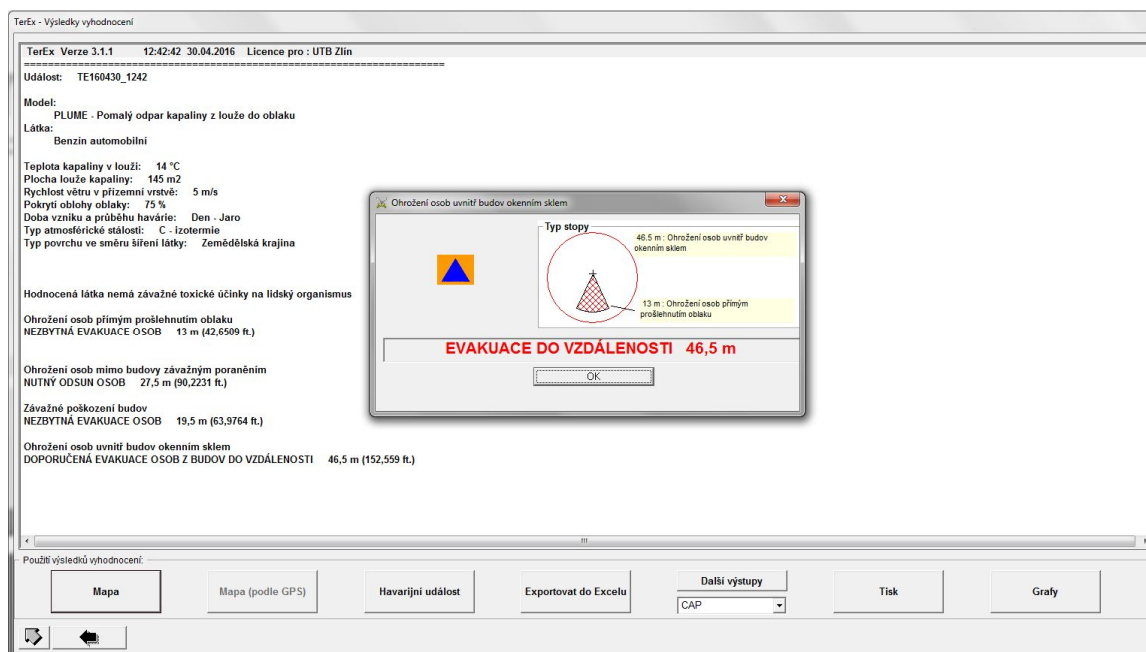 TerEx - Výsledky vyhodnocení
TerEx Verze 3.1.1 12:42:42 30.04.2016 Licence pro : UTB Zlín
======================================================================
Událost: TE160430_1242
Model:
PLUME - Pomalý odpar kapaliny z louže do oblaku
Látka:
Benzín automobilní
Teplota kapaliny v louži: 14 °C
Plocha louže kapaliny: 145 m2
Rychlost větru v přízemní vrstvě: 5 m/s
Pokrytí oblohy oblaky: 75 %
Doba vzniku a průběhu havárie: Den - Jaro
Typ atmosférické stálosti: C - izotermie
Typ povrchu ve směru šíření látky: Zemědělská krajina
Hodnocená látka nemá závažné toxické účinky na lidský organismus
Ohrožení osob přímým prošlehnutím oblaku
NEZBYTNÁ EVAKUACE OSOB 13 m (42,6509 ft.)
Ohrožení osob mimo budovy závažným poraněním
NUTNÝ ODSUN OSOB 27,5 m (90,2231 ft.)
Závažné poškození budov
NEZBYTNÁ EVAKUACE OSOB 19,5 m (63,9764 ft.)
Ohrožení osob uvnitř budov okenním sklem
DOPORUČENÁ EVAKUACE OSOB Z BUDOV DO VZDÁLENOSTI 46,5 m (152,559 ft.)
Ohrožení osob uvnitř budov okenním sklem
Typ stopy
46.5 m : Ohrožení osob uvnitř budov
okenním sklem
13 m : Ohrožení osob přímým
prošlehnutím oblaku
EVAKUACE DO VZDÁLENOSTI 46,5 m
OK
Použití výsledků vyhodnocení:
Mapa
Mapa (podle GPS)
Havarijní událost
Exportovat do Excelu
Další výstupy
CAP
Tisk
Grafy